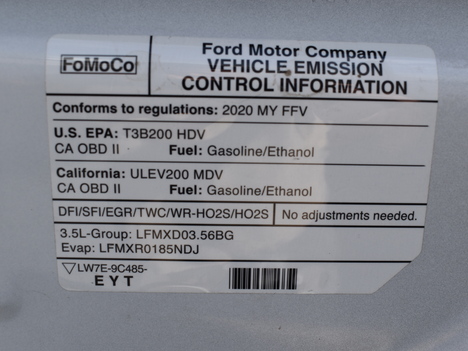 FoMoCo
Ford Motor Company
VEHICLE EMISSION
CONTROL INFORMATION
Conforms to regulations: 2020 MY FFV
U.S. EPA: T3B200 HDV
CA OBD II Fuel: Gasoline/Ethanol
California: ULEV200 MDV
CA OBD II Fuel: Gasoline/Ethanol
DFI/SFI/EGR/TWC/WR-HO2S/HO2S No adjustments needed.
3.5L-Group: LFMXD03.56BG
Evap: LFMXR0185NDJ
LW7E-9C485-
EYT